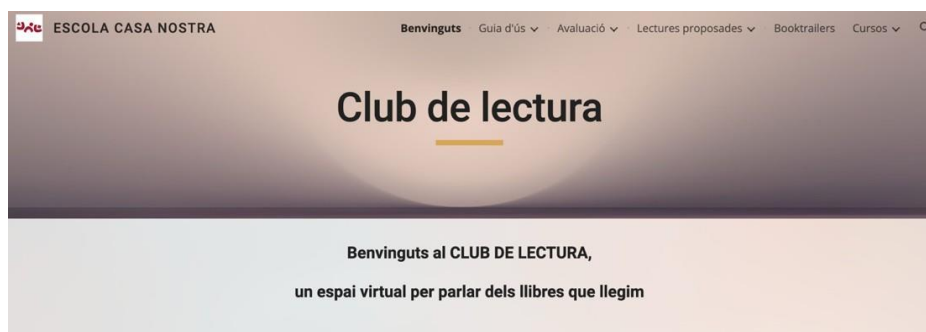 ESCOLA CASA NOSTRA
Benvinguts Guia d'ús Avaluació Lectures proposades Booktrailers Cursos
Club de lectura
Benvinguts al CLUB DE LECTURA,
un espai virtual per parlar dels llibres que llegim